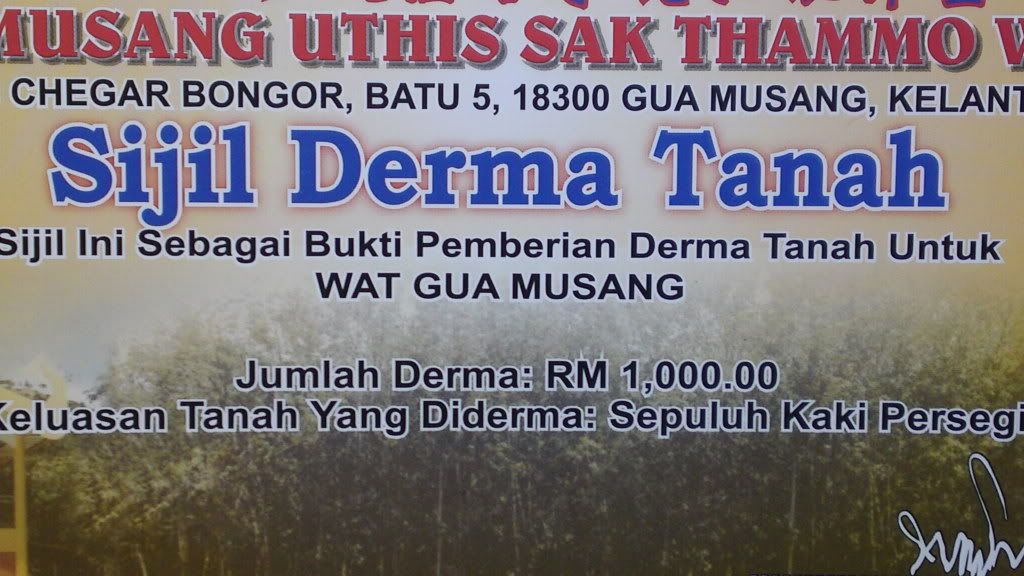 MUSANG UTHIS SAK THAMMO
CHEGAR BONGOR, BATU 5, 18300 GUA MUSANG, KELANT
Sijil Derma Tanah
Sijil Ini Sebagai Bukti Pemberian Derma Tanah Untuk
WAT GUA MUSANG
Jumlah Derma: RM 1,000.00
Keluasan Tanah Yang Diderma: Sepuluh Kaki Persegi